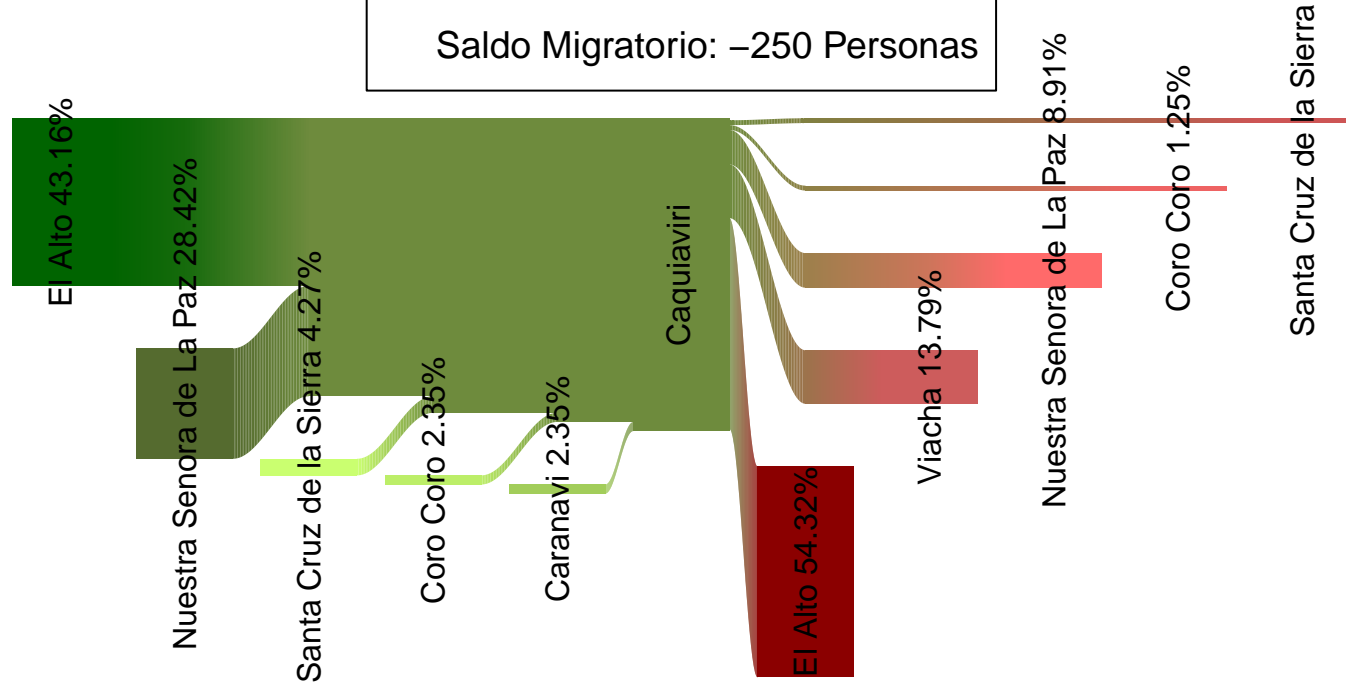 Saldo Migratorio: −250 Personas
El Alto 43.16%
Nuestra Senora de La Paz 28.42%
Santa Cruz de la Sierra 4.27%
Coro Coro 2.35%
Caranavi 2.35%
Caquiaviri
El Alto 54.32%
Viacha 13.79%
Nuestra Senora de La Paz 8.91%
Coro Coro 1.25%
Santa Cruz de la Sierra